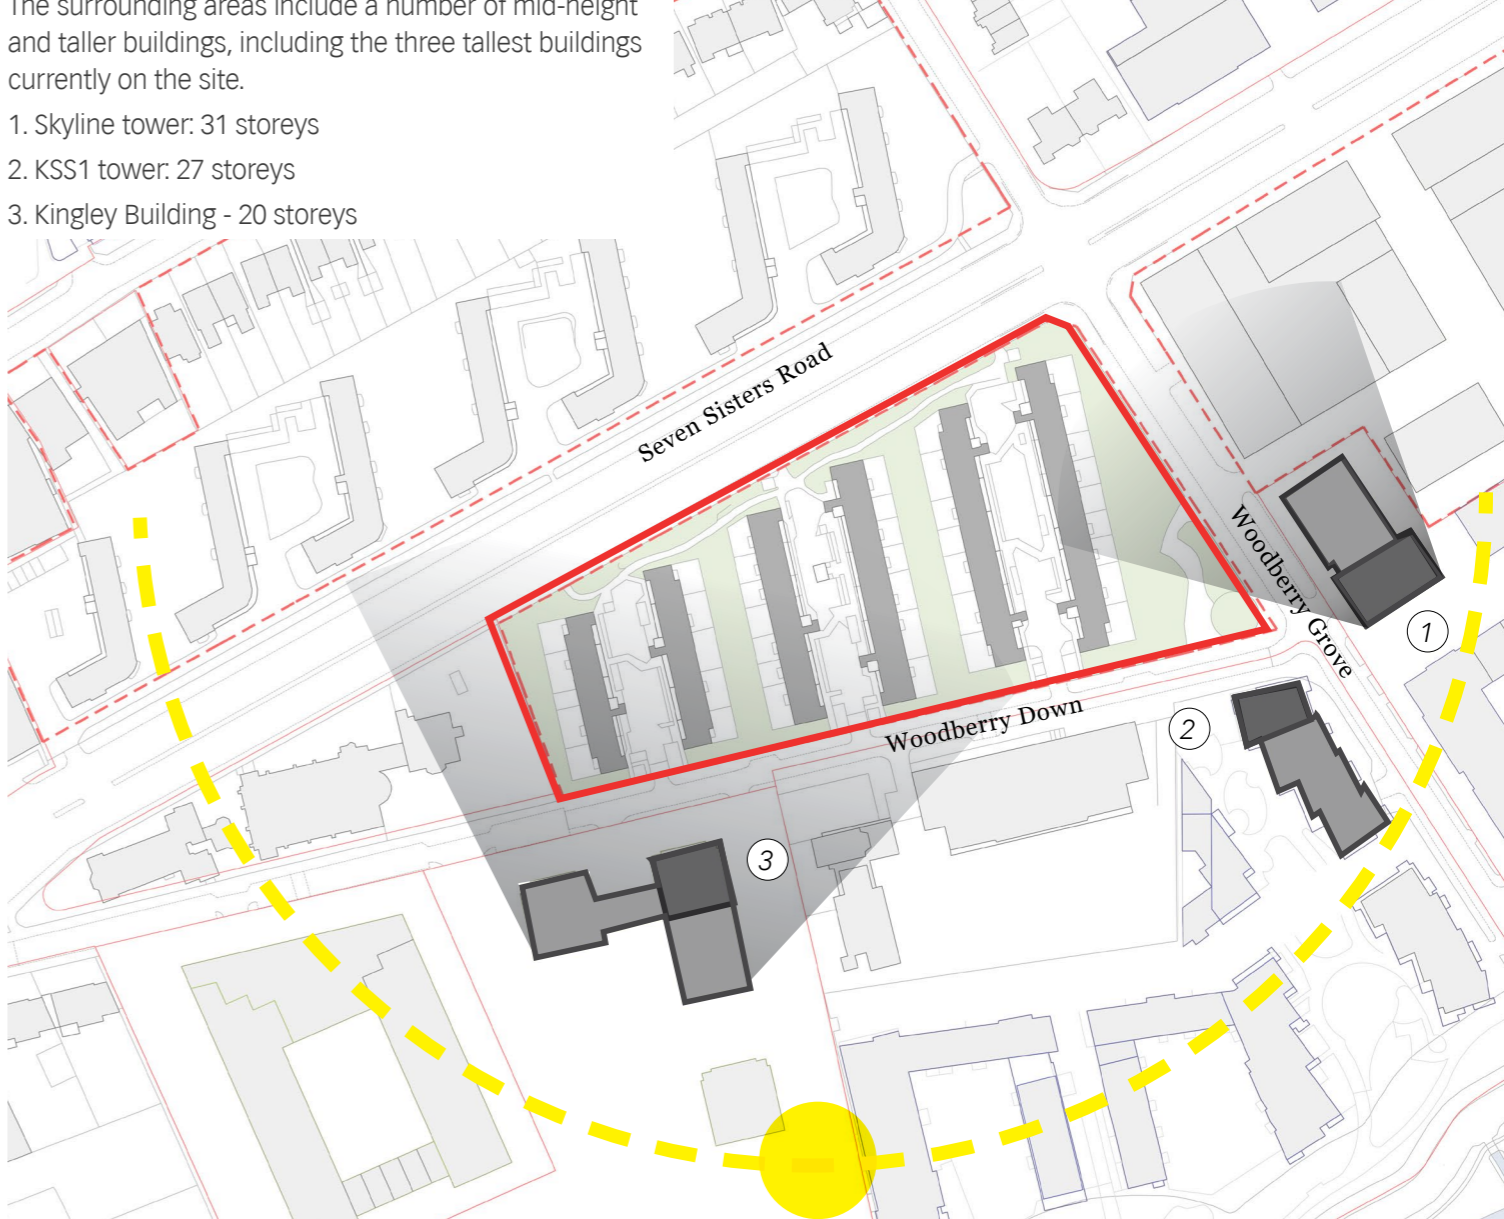 The surrounding areas include a number of mid-height
and taller buildings, including the three tallest buildings
currently on the site.
1. Skyline tower: 31 storeys
2. KSS1 tower: 27 storeys
3. Kingley Building - 20 storeys
Seven Sisters Road
Woodberry Grove
1
Woodberry Down
2
3